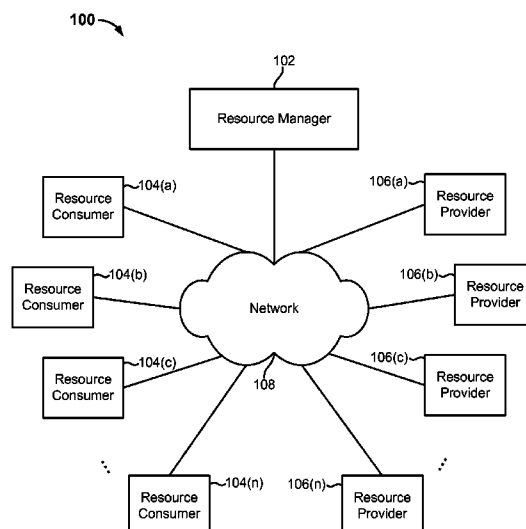 100
102
Resource Manager
104(a)
Resource
Consumer
106(a)
Resource
Provider
104(b)
Resource
Consumer
Network
106(b)
Resource
Provider
104(c)
Resource
Consumer
108
106(c)
Resource
Provider
104(n)
Resource
Consumer
106(n)
Resource
Provider